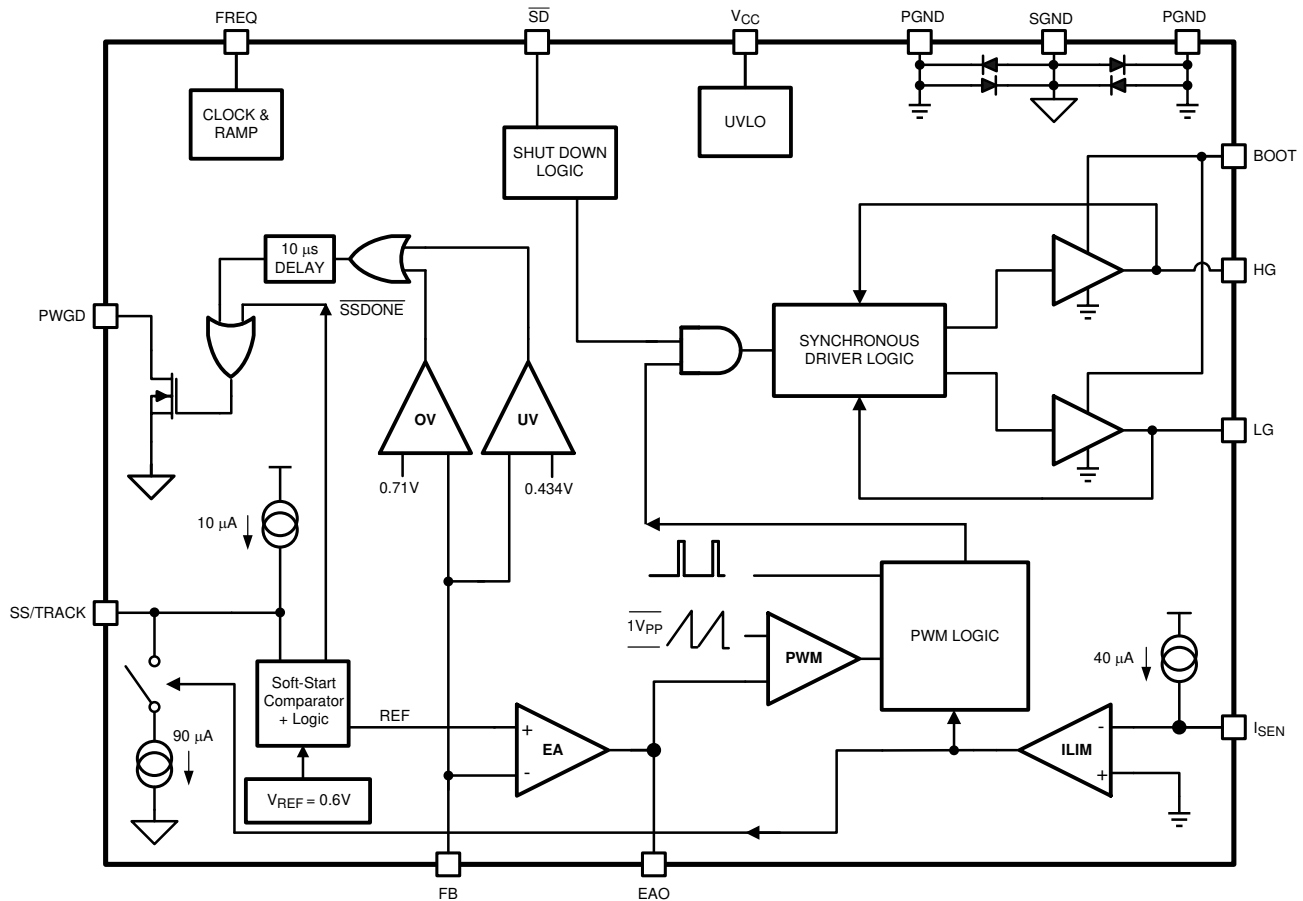 FREQ
SD
VCC
PGND
SGND
PGND
CLOCK &
RAMP
UVLO
SHUT DOWN
LOGIC
BOOT
10 μs
DELAY
HG
PWGD
SSDONE
SYNCHRONOUS
DRIVER LOGIC
OV
UV
LG
0.71V
0.434V
10 μA
SS/TRACK
1VPP
PWM
PWM LOGIC
40 μA
Soft-Start
Comparator
+ Logic
REF
90 μA
+
EA
-
-
ILIM
+
ISEN
VREF = 0.6V
FB
EAO